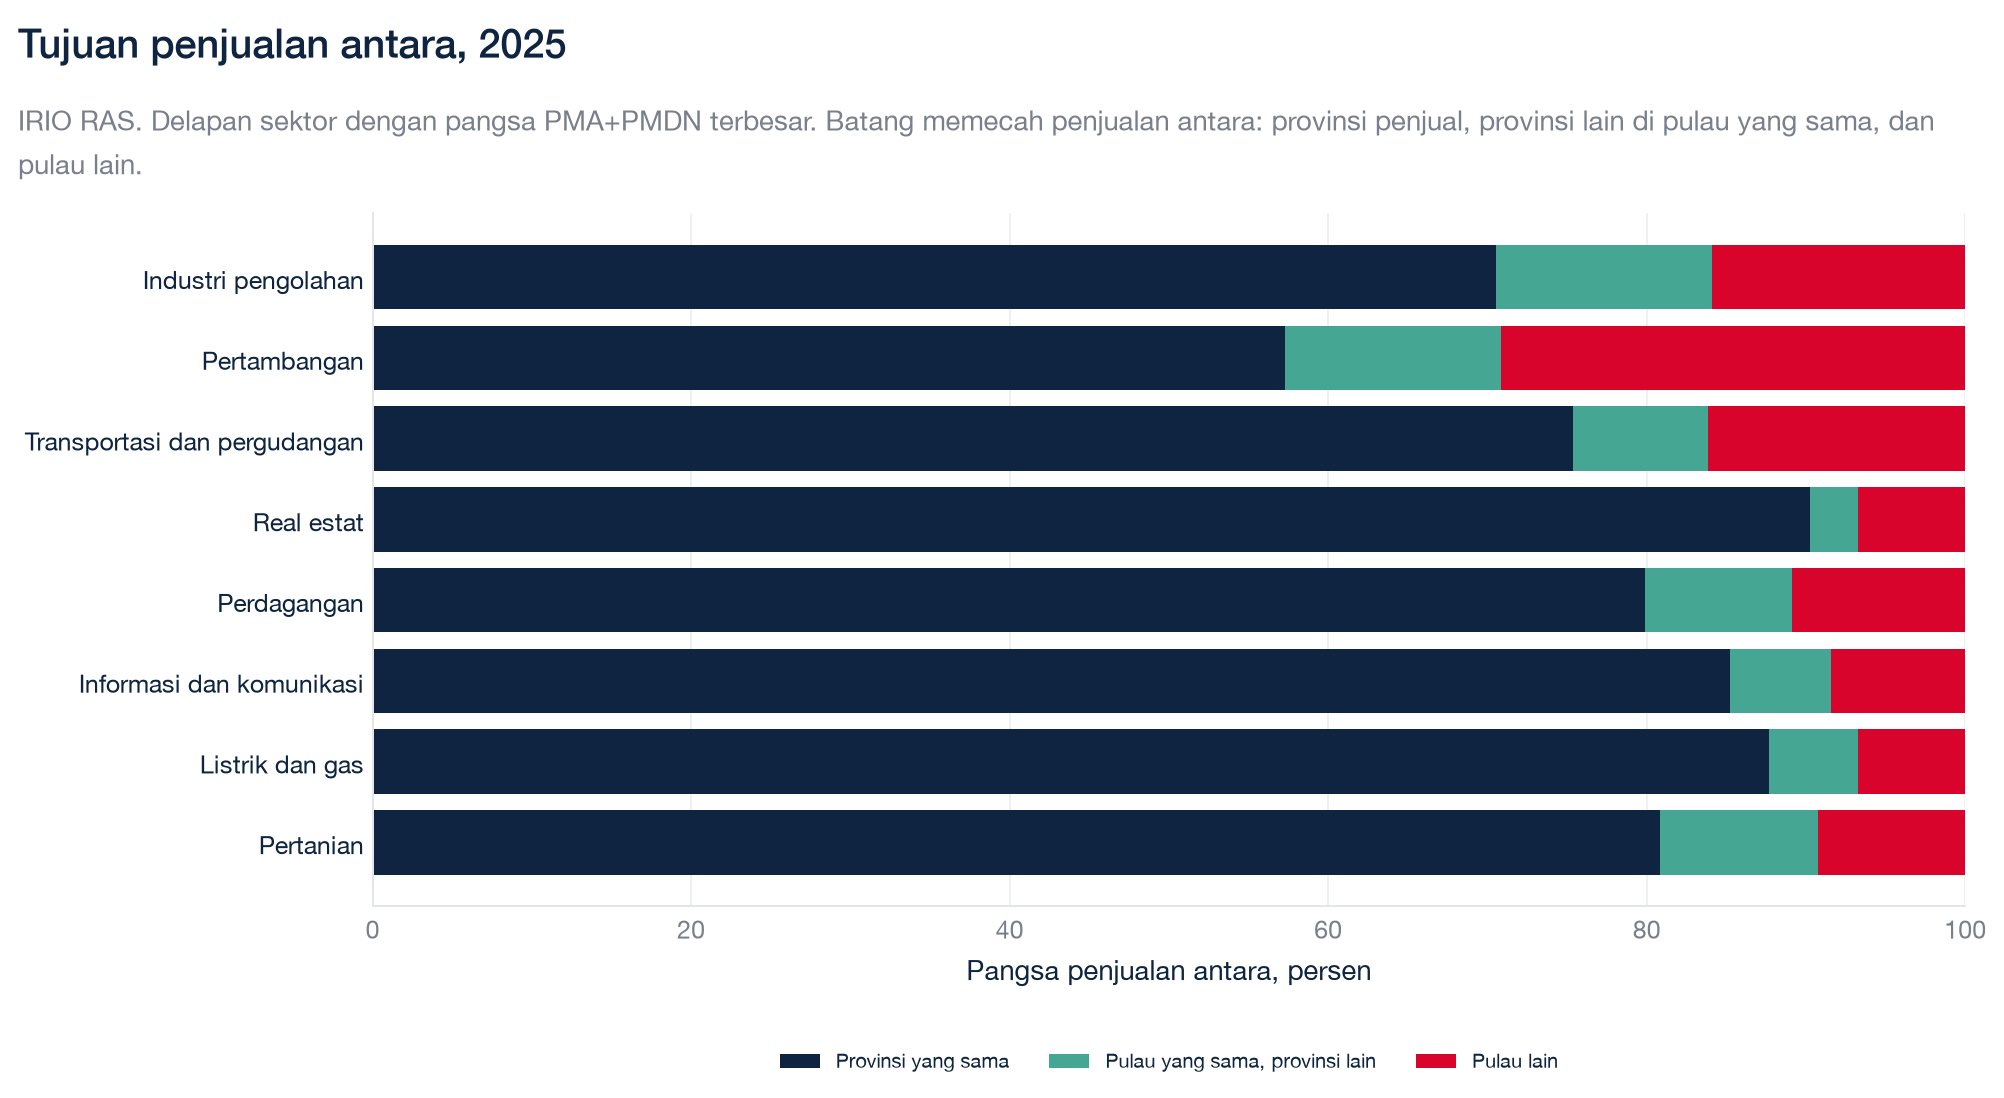 Tujuan penjualan antara, 2025
IRIO RAS. Delapan sektor dengan pangsa PMA+PMDN terbesar. Batang memecah penjualan antara: provinsi penjual, provinsi lain di pulau yang sama, dan
pulau lain.
Industri pengolahan
Pertambangan
Transportasi dan pergudangan
Real estat
Perdagangan
Informasi dan komunikasi
Listrik dan gas
Pertanian
0 20 40 60 80 100
Pangsa penjualan antara, persen
Provinsi yang sama Pulau yang sama, provinsi lain Pulau lain